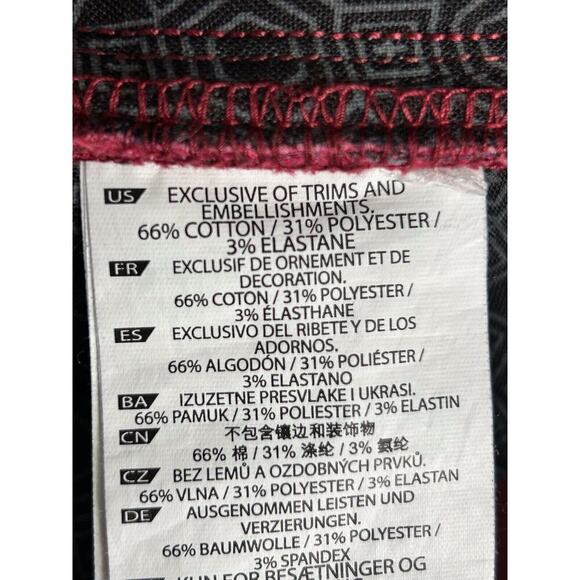 US EXCLUSIVE OF TRIMS AND
EMBELLISHMENTS.
66% COTTON / 31% POLYESTER /
3% ELASTANE
FR EXCLUSIF DE ORNEMENT ET DE
DECORATION.
66% COTON / 31% POLYESTER /
3% ÉLASTHANE
ES EXCLUSIVO DEL RIBETE Y DE LOS
ADORNOS.
66% ALGODÓN / 31% POLIÉSTER /
3% ELASTANO
BA IZUZETNE PRESVLAKE I UKRASI.
66% PAMUK / 31% POLIESTER / 3% ELASTIN
CN 不包含镶边和装饰物
66% 棉 / 31% 涤纶 / 3% 氨纶
CZ BEZ LEMŮ A OZDOBNÝCH PRVKŮ.
66% VLNA / 31% POLYESTER / 3% ELASTAN
DE AUSGENOMMEN LEISTEN UND
VERZIERUNGEN.
66% BAUMWOLLE / 31% POLYESTER /
3% SPANDEX
KUN FOR BESÆTNINGER OG